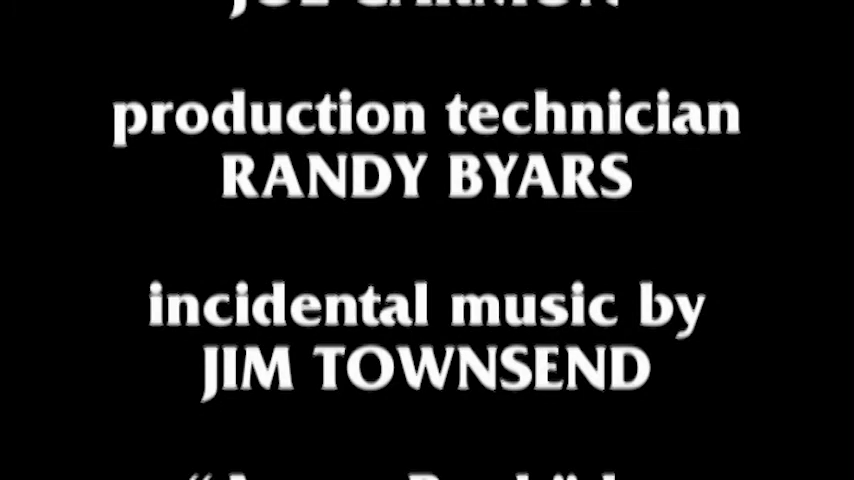 production technician
RANDY BYARS
incidental music by
JIM TOWNSEND